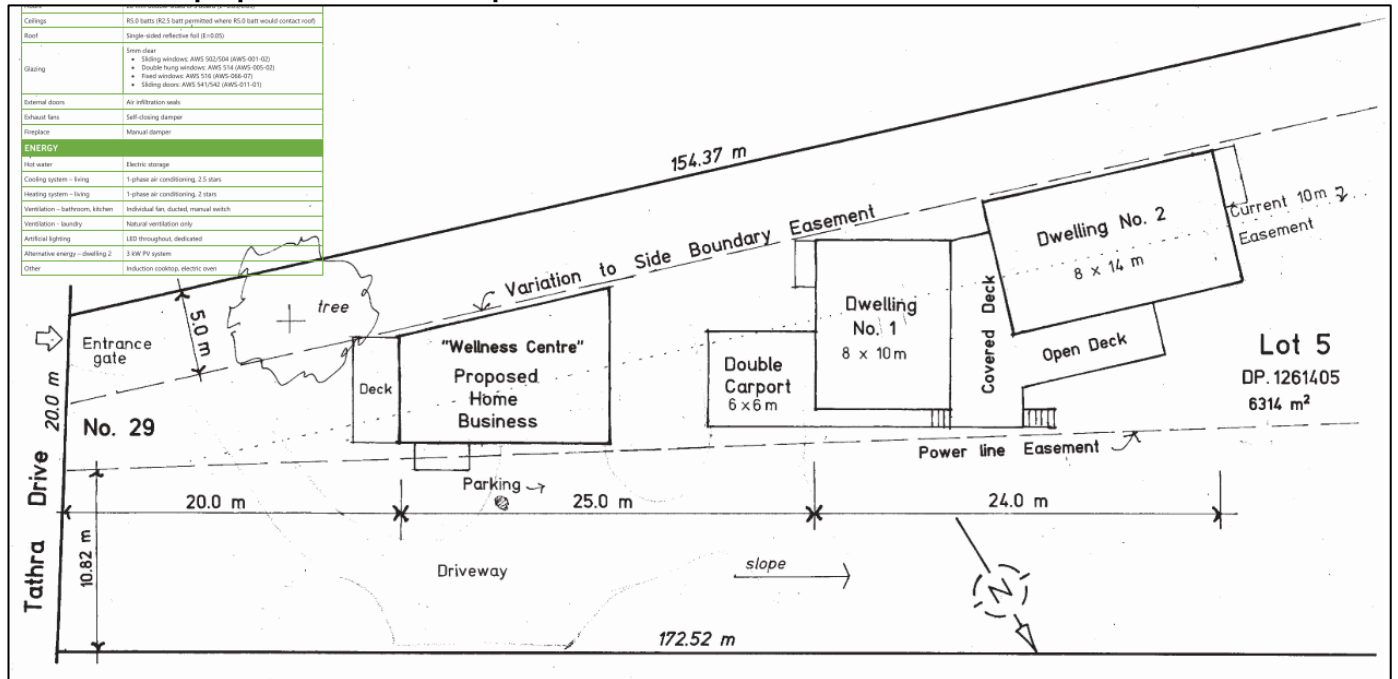 Ceilings R5.0 batts (R2.5 batt permitted where R5.0 batt would contact roof)
Roof Single-sided reflective foil (E=0.05)
Glazing
5mm clear
• Sliding windows: AWS 502/504 (AWS-001-02)
• Double hung windows: AWS 514 (AWS-005-02)
• Fixed windows: AWS 516 (AWS-066-07)
• Sliding doors: AWS 541/542 (AWS-011-01)
External doors Air infiltration seals
Exhaust fans Self-closing damper
Fireplace Manual damper
ENERGY
Hot water Electric storage
Cooling system – living 1-phase air conditioning, 2.5 stars
Heating system – living 1-phase air conditioning, 2 stars
Ventilation – bathroom, kitchen Individual fan, ducted, manual switch
Ventilation - laundry Natural ventilation only
Artificial lighting LED throughout, dedicated
Alternative energy – dwelling 2 3 kW PV system
Other Induction cooktop, electric oven
154.37 m
Variation to Side Boundary Easement
Current 10m
Easement
Dwelling No. 2
8 x 14 m
tree
5.0 m
Entrance
gate
20.0 m
No. 29
Deck
"Wellness Centre"
Proposed
Home
Business
Double
Carport
6 x 6 m
Dwelling
No. 1
8 x 10 m
Covered Deck
Open Deck
Lot 5
DP. 1261405
6314 m²
Power line Easement
Parking
20.0 m
25.0 m
24.0 m
Tathra Drive
10.82 m
Driveway
slope
N
172.52 m